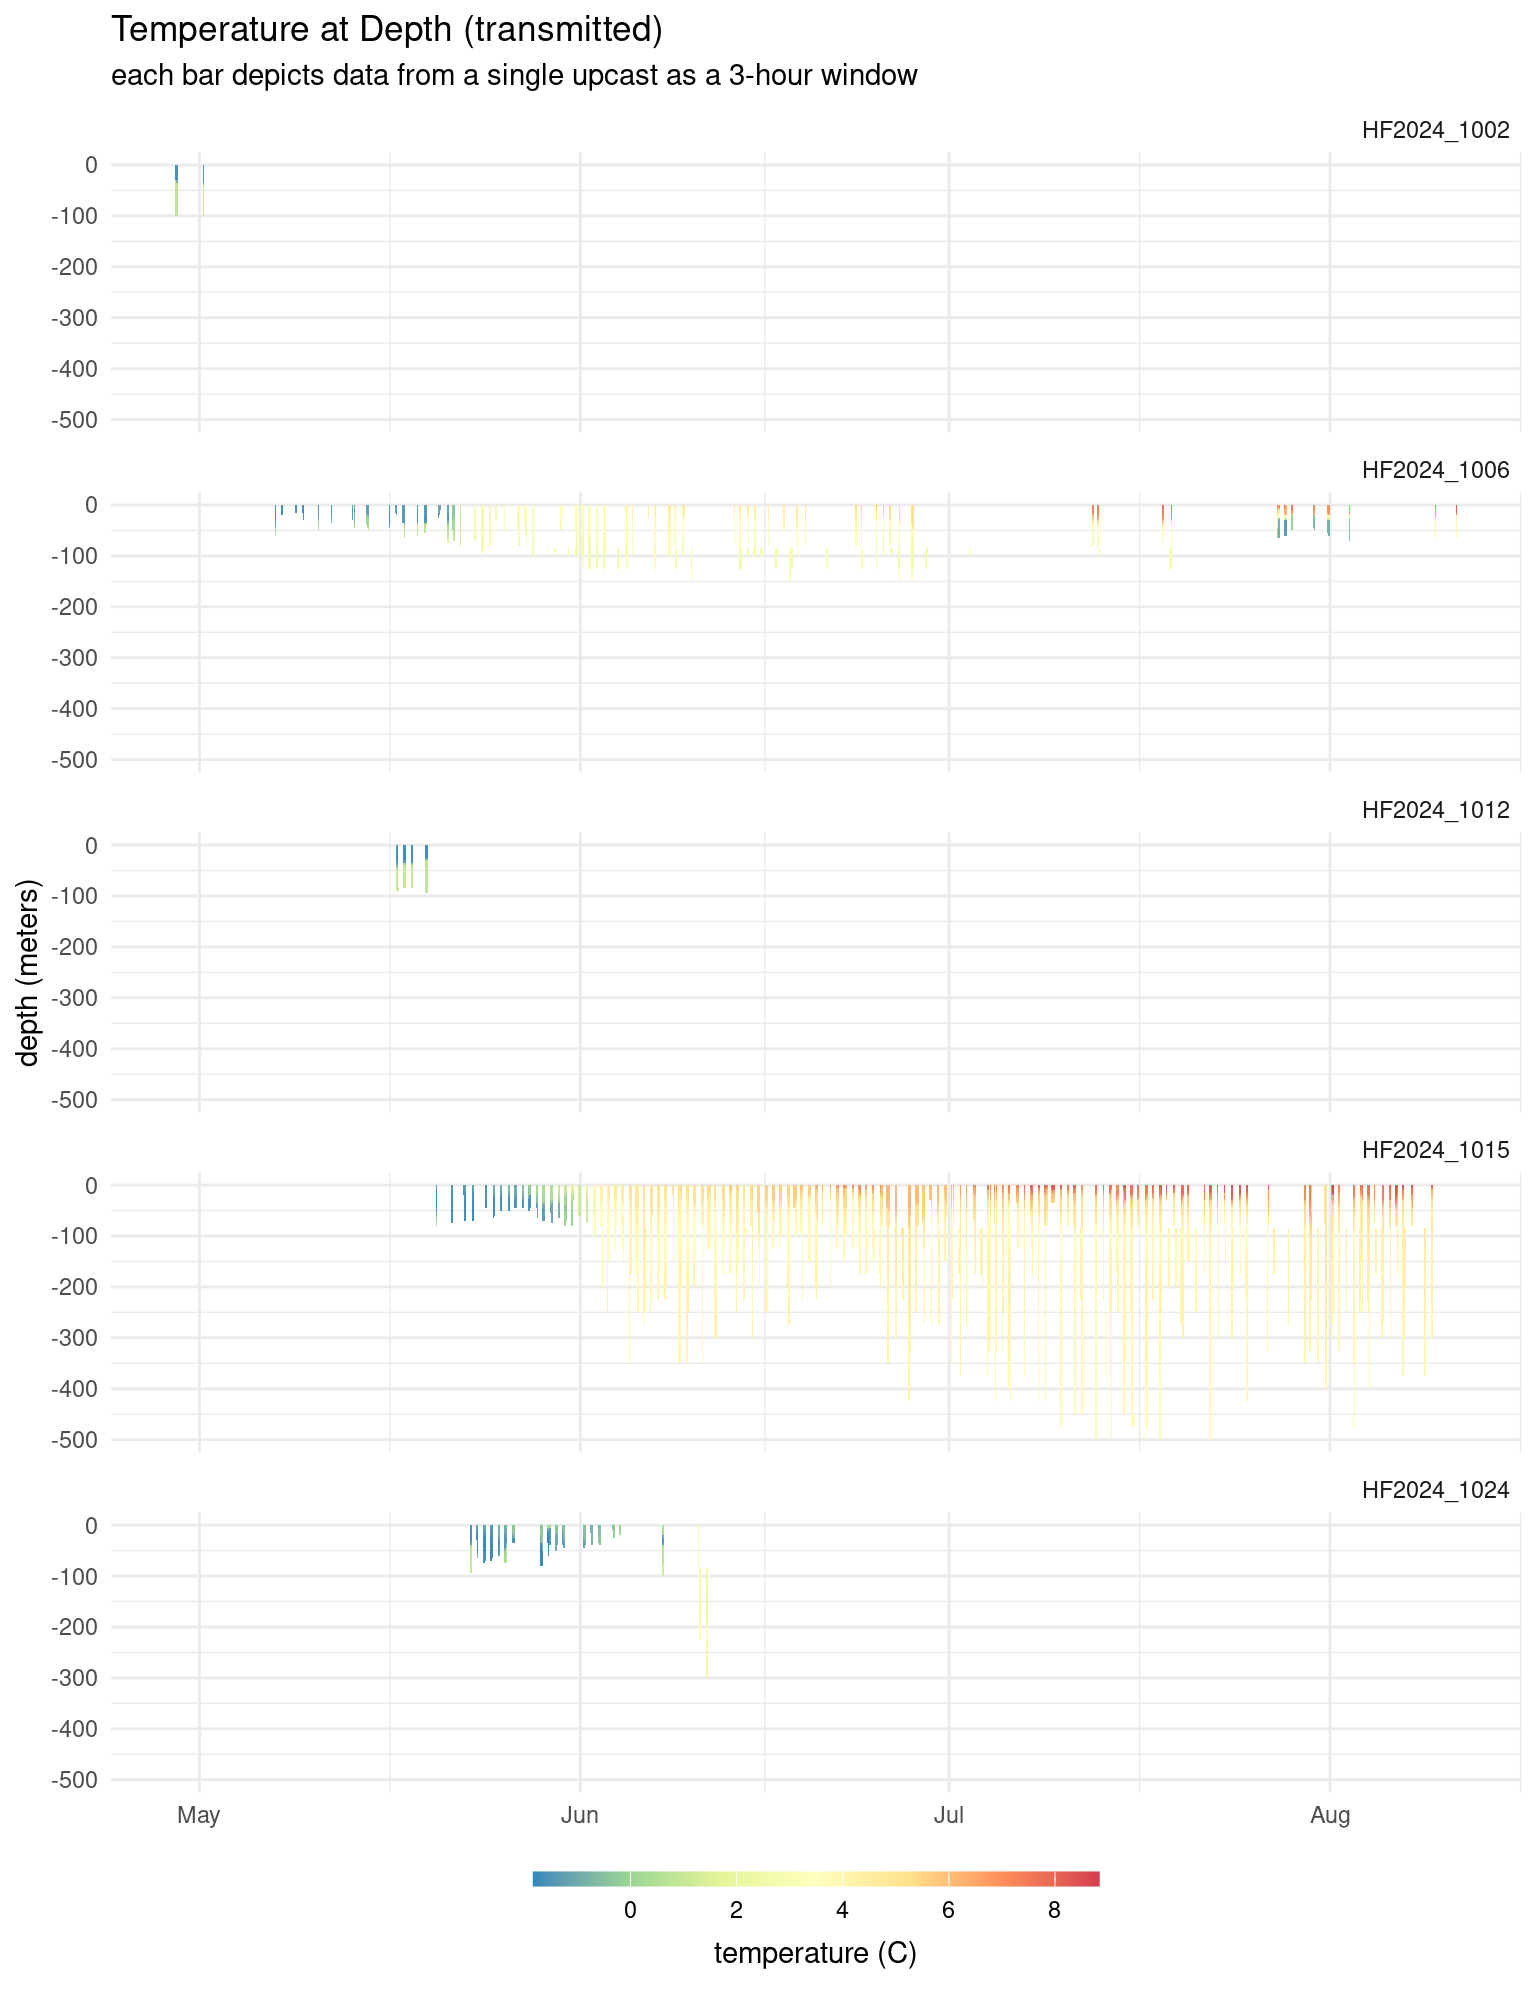 Temperature at Depth (transmitted)
each bar depicts data from a single upcast as a 3-hour window
HF2024_1002
0
-100
-200
-300
-400
-500
HF2024_1006
0
-100
-200
-300
-400
-500
HF2024_1012
0
-100
-200
-300
-400
-500
depth (meters)
HF2024_1015
0
-100
-200
-300
-400
-500
HF2024_1024
0
-100
-200
-300
-400
-500
May Jun Jul Aug
0 2 4 6 8
temperature (C)